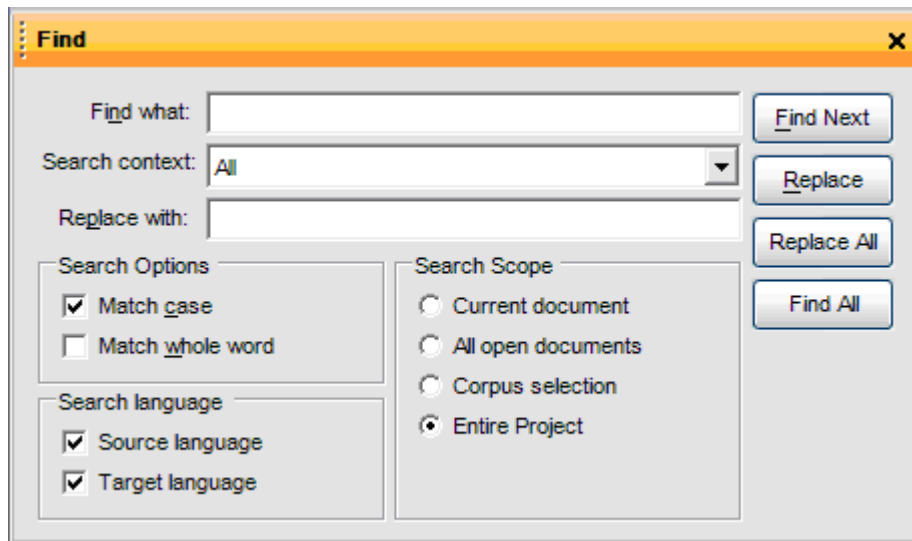 Find
Find what:
Find Next
Search context: All
Replace
Replace with:
Replace All
Find All
Search Options
Match case
Match whole word
Search language
Source language
Target language
Search Scope
Current document
All open documents
Corpus selection
Entire Project